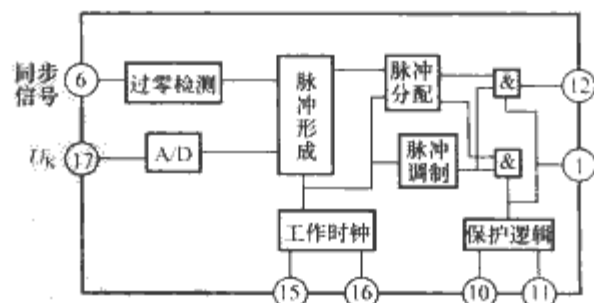 同步
信号
6
过零检测
脉冲形成
脉冲
分配
&
12
U_K
17
A/D
脉冲
调制
&
1
工作时钟
保护逻辑
15
16
10
11